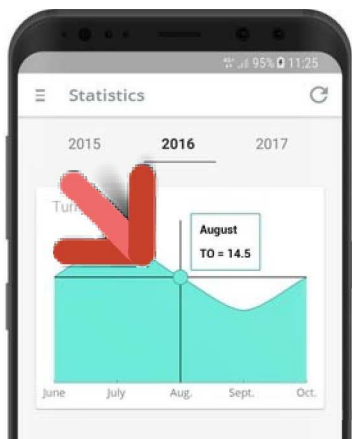 95% 11:25
Statistics
2015 2016 2017
August
TO = 14.5
June July Aug. Sept. Oct.